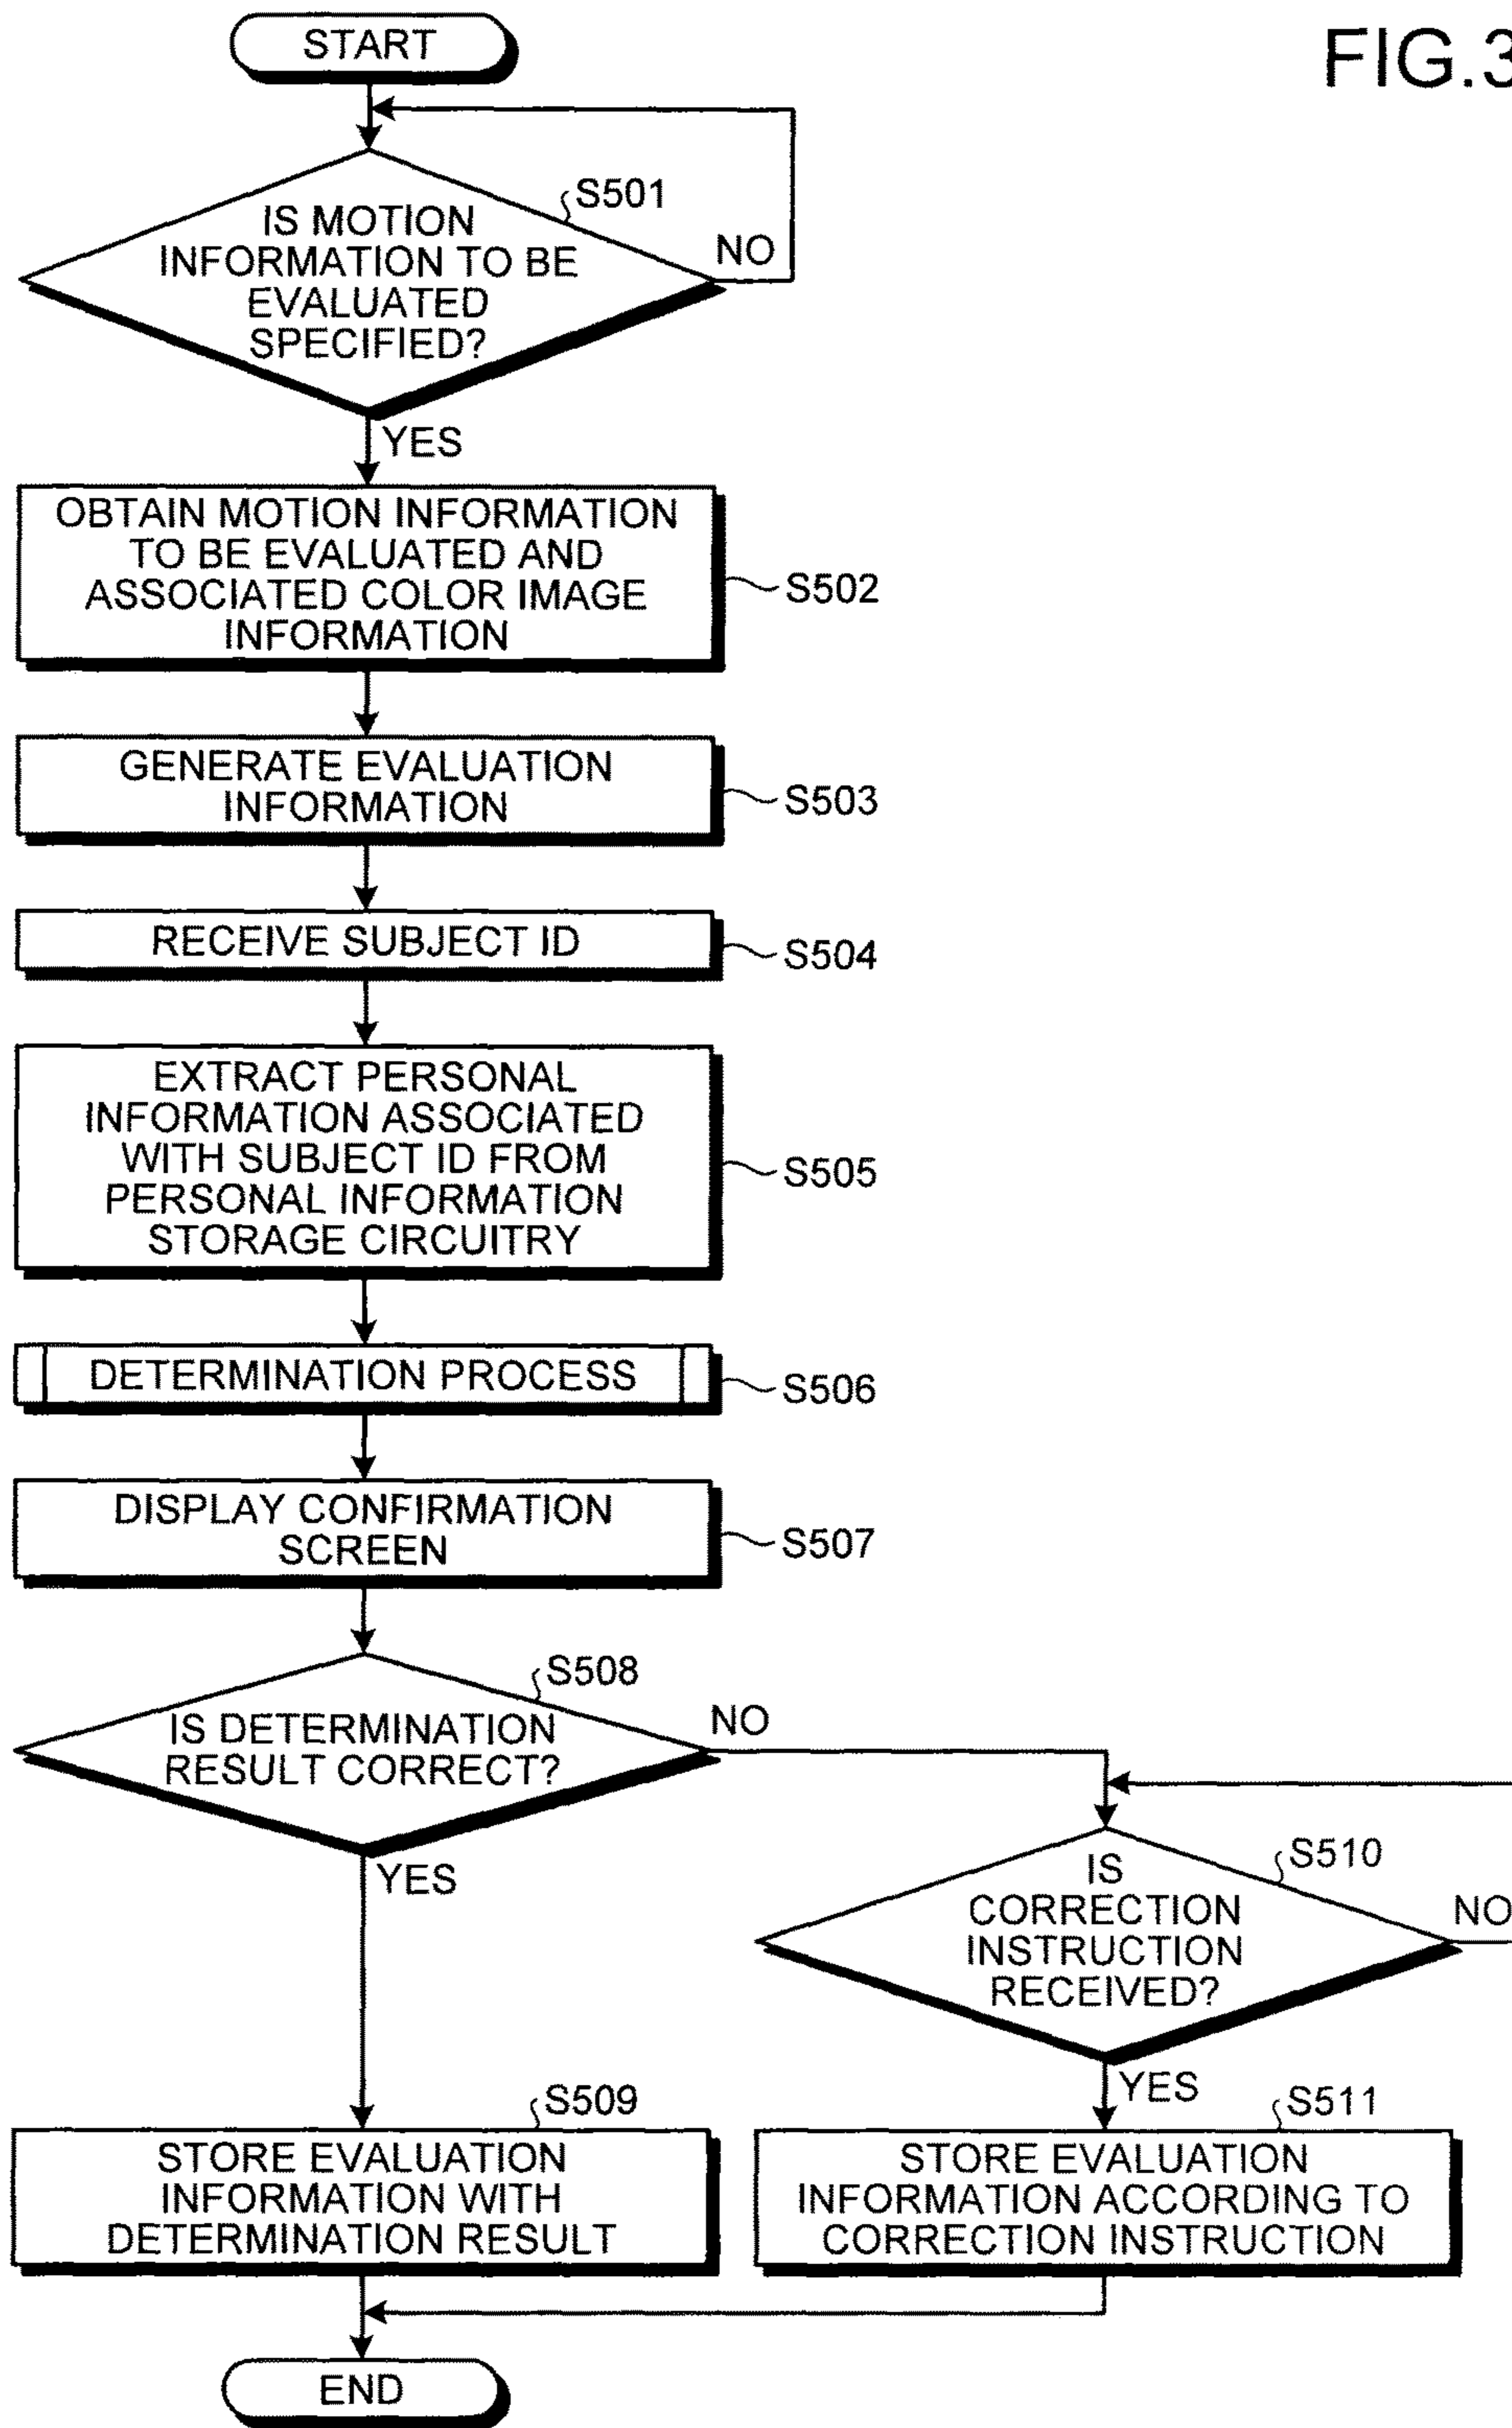 FIG.3
START
S501
IS MOTION
INFORMATION TO BE
EVALUATED
SPECIFIED?
NO
YES
OBTAIN MOTION INFORMATION
TO BE EVALUATED AND
ASSOCIATED COLOR IMAGE
INFORMATION
S502
GENERATE EVALUATION
INFORMATION
S503
RECEIVE SUBJECT ID
S504
EXTRACT PERSONAL
INFORMATION ASSOCIATED
WITH SUBJECT ID FROM
PERSONAL INFORMATION
STORAGE CIRCUITRY
S505
DETERMINATION PROCESS
S506
DISPLAY CONFIRMATION
SCREEN
S507
S508
IS DETERMINATION
RESULT CORRECT?
NO
YES
S510
IS
CORRECTION
INSTRUCTION
RECEIVED?
NO
YES
S509
STORE EVALUATION
INFORMATION WITH
DETERMINATION RESULT
S511
STORE EVALUATION
INFORMATION ACCORDING TO
CORRECTION INSTRUCTION
END